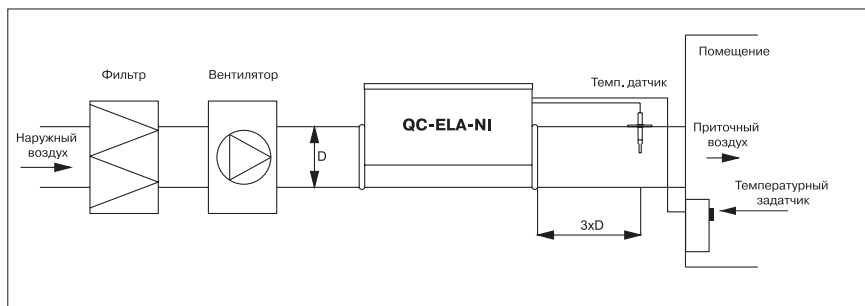 Помещение
Фильтр
Вентилятор
Темп. датчик
QC-ELA-NI
Наружный
воздух
D
Приточный
воздух
Температурный
задатчик
3xD